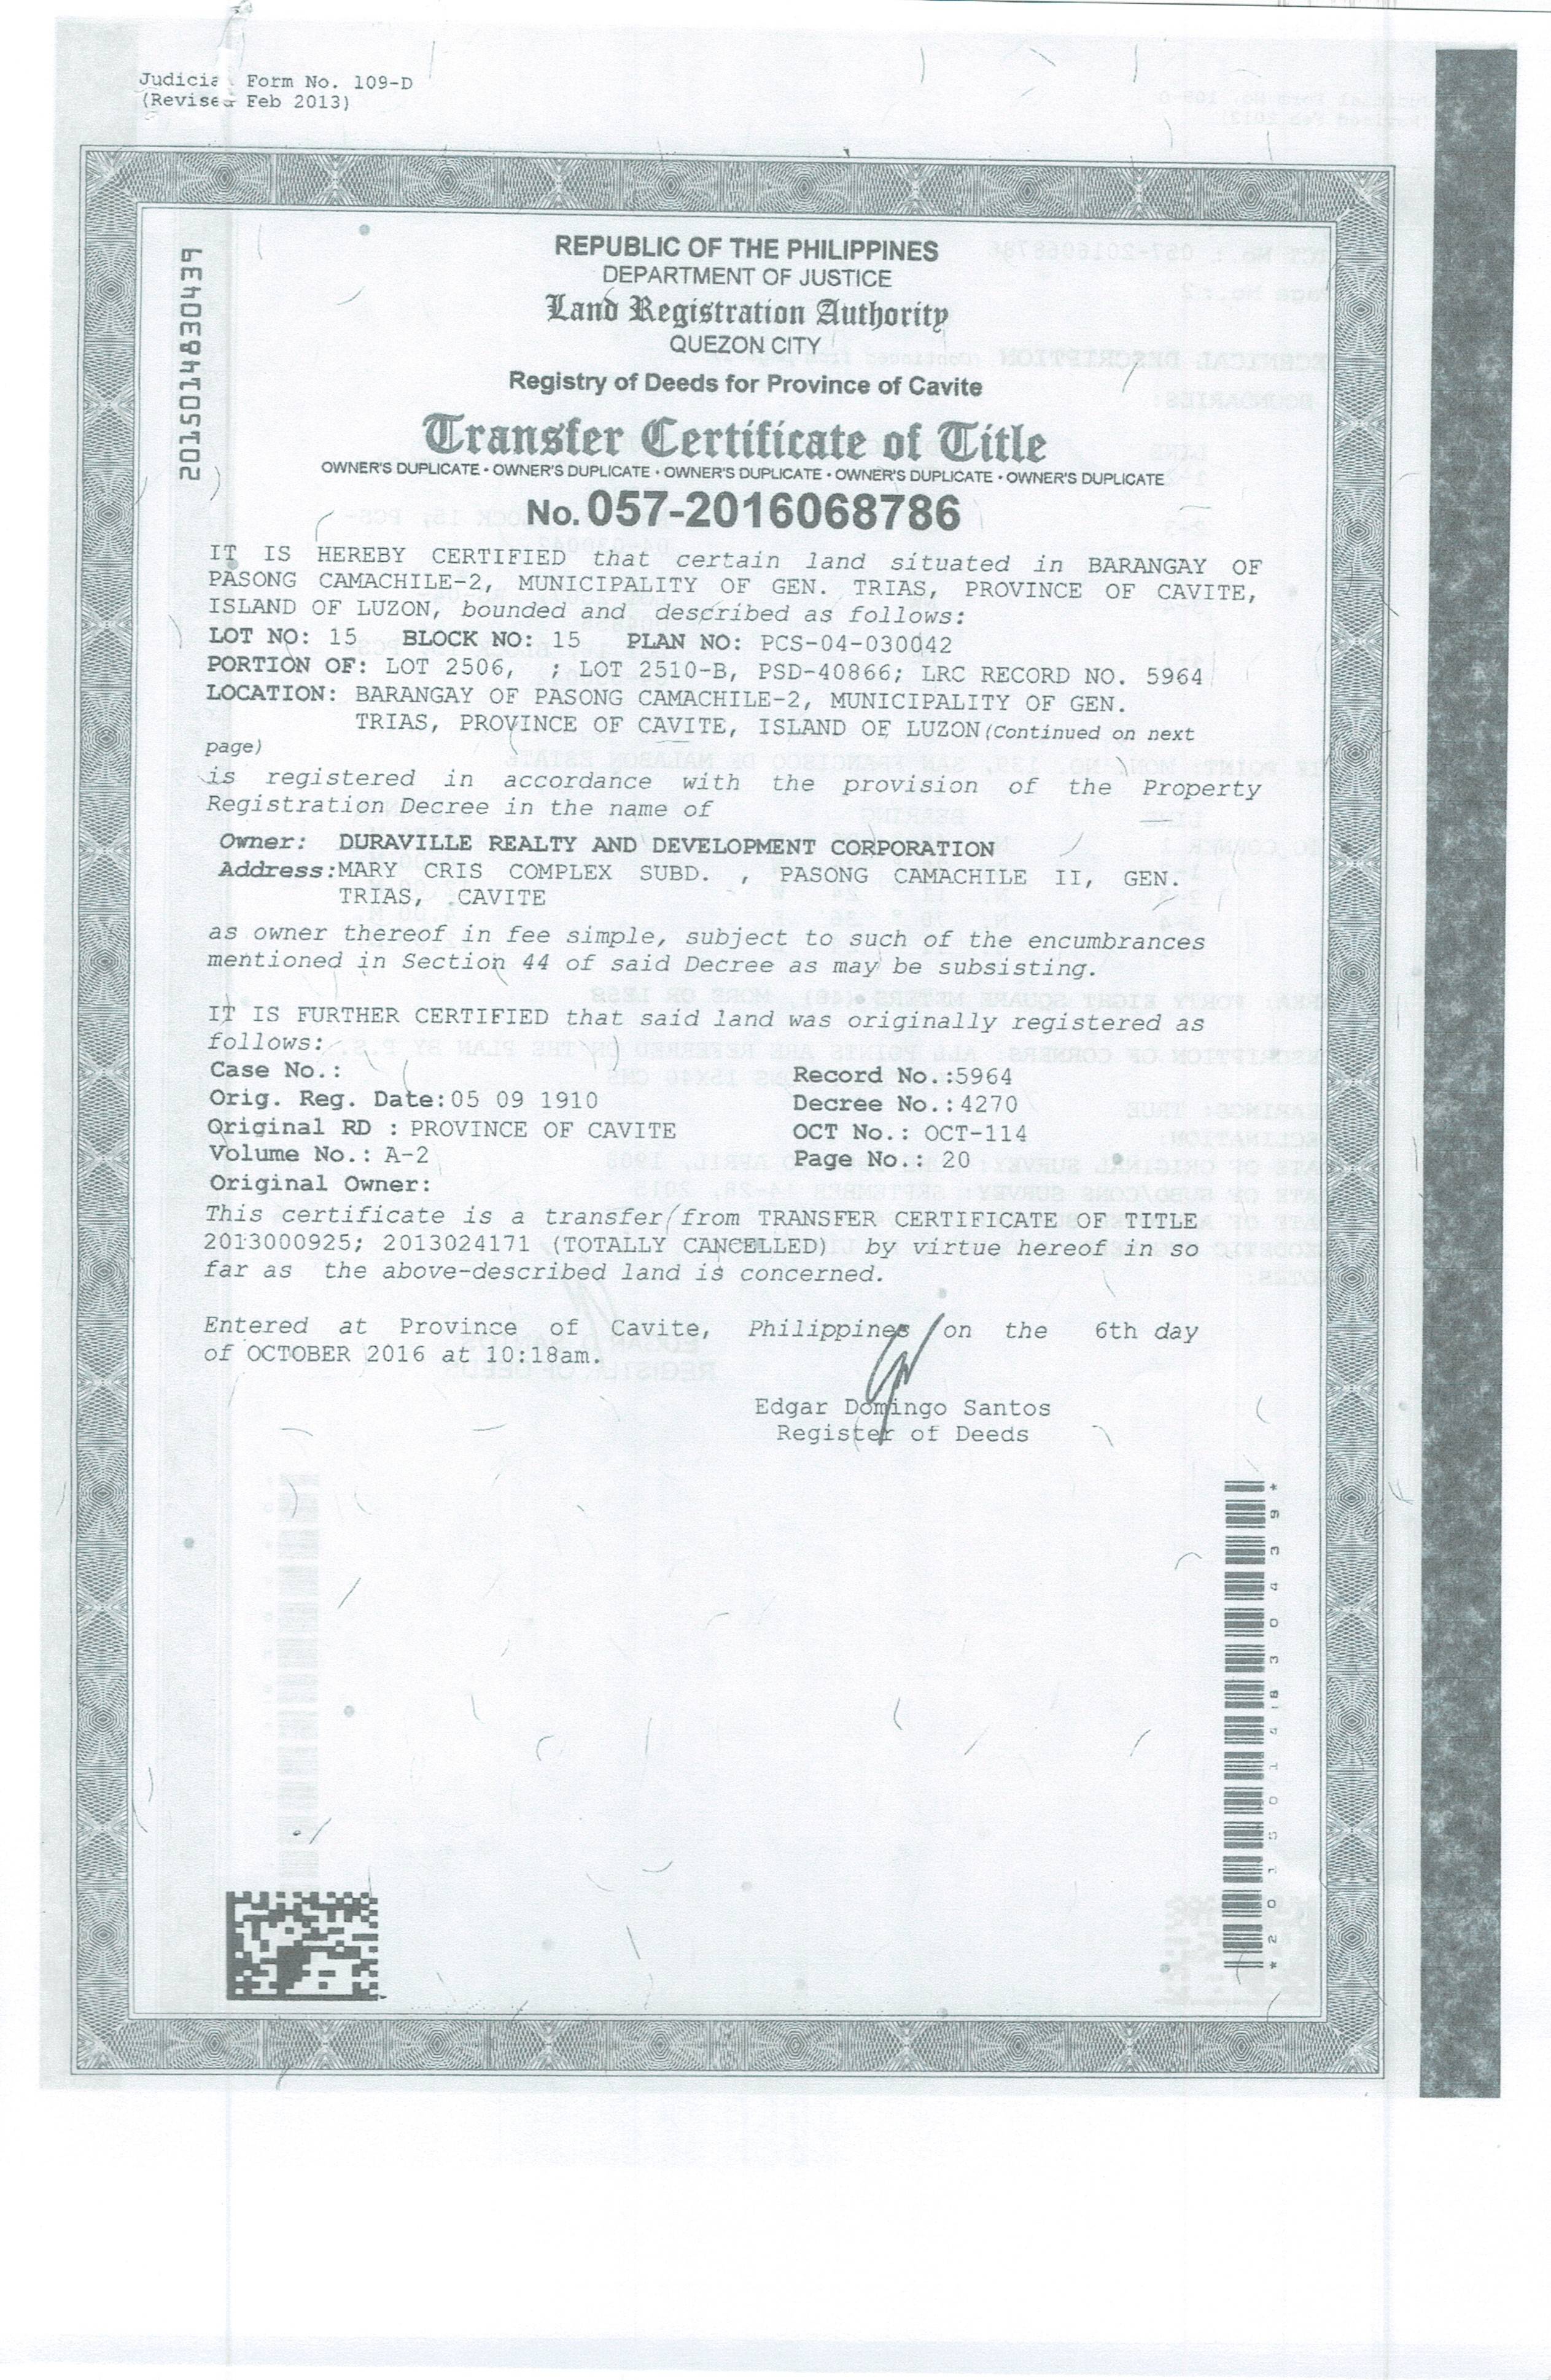 Judicial Form No. 109-D
(Revised Feb 2013)
2015014830439
REPUBLIC OF THE PHILIPPINES
DEPARTMENT OF JUSTICE
Land Registration Authority
QUEZON CITY
Registry of Deeds for Province of Cavite
Transfer Certificate of Title
OWNER'S DUPLICATE • OWNER'S DUPLICATE • OWNER'S DUPLICATE • OWNER'S DUPLICATE • OWNER'S DUPLICATE
No. 057-2016068786
IT IS HEREBY CERTIFIED that certain land situated in BARANGAY OF
PASONG CAMACHILE-2, MUNICIPALITY OF GEN. TRIAS, PROVINCE OF CAVITE,
ISLAND OF LUZON, bounded and described as follows:
LOT NO: 15 BLOCK NO: 15 PLAN NO: PCS-04-030042
PORTION OF: LOT 2506, ; LOT 2510-B, PSD-40866; LRC RECORD NO. 5964
LOCATION: BARANGAY OF PASONG CAMACHILE-2, MUNICIPALITY OF GEN.
TRIAS, PROVINCE OF CAVITE, ISLAND OF LUZON(Continued on next
page)
is registered in accordance with the provision of the Property
Registration Decree in the name of
Owner: DURAVILLE REALTY AND DEVELOPMENT CORPORATION
Address:MARY CRIS COMPLEX SUBD. , PASONG CAMACHILE II, GEN.
TRIAS, CAVITE
as owner thereof in fee simple, subject to such of the encumbrances
mentioned in Section 44 of said Decree as may be subsisting.
IT IS FURTHER CERTIFIED that said land was originally registered as
follows:
Case No.: Record No.:5964
Orig. Reg. Date:05 09 1910 Decree No.:4270
Original RD : PROVINCE OF CAVITE OCT No.: OCT-114
Volume No.: A-2 Page No.: 20
Original Owner:
This certificate is a transfer from TRANSFER CERTIFICATE OF TITLE
2013000925; 2013024171 (TOTALLY CANCELLED) by virtue hereof in so
far as the above-described land is concerned.
Entered at Province of Cavite, Philippines on the 6th day
of OCTOBER 2016 at 10:18am.
Edgar Domingo Santos
Register of Deeds
*2015014830439*